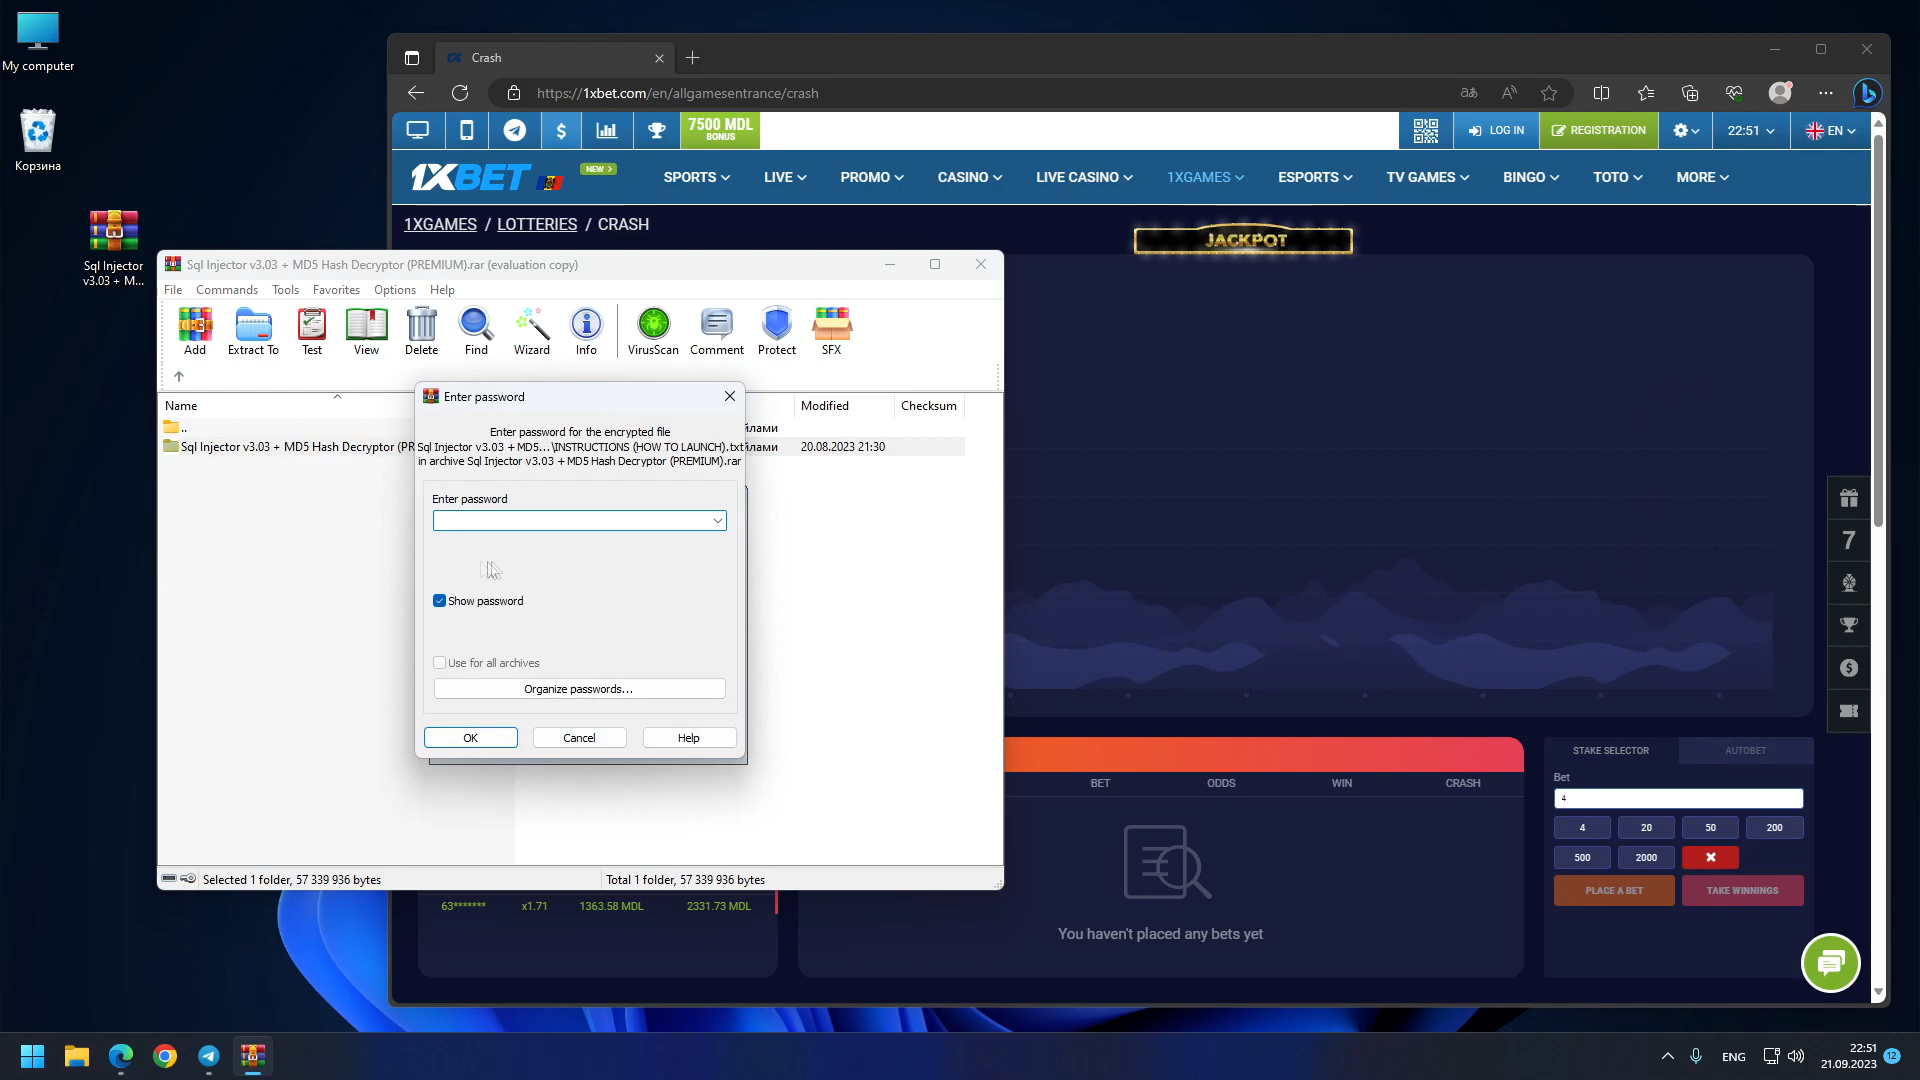 My computer
Корзина
Sql Injector
v3.03 + M...
Crash
https://1xbet.com/en/allgamesentrance/crash
7500 MDL
BONUS
LOG IN
REGISTRATION
22:51
EN
1XBET
NEW >
SPORTS
LIVE
PROMO
CASINO
LIVE CASINO
1XGAMES
ESPORTS
TV GAMES
BINGO
TOTO
MORE
1XGAMES / LOTTERIES / CRASH
JACKPOT
Sql Injector v3.03 + MD5 Hash Decryptor (PREMIUM).rar (evaluation copy)
File
Commands
Tools
Favorites
Options
Help
Add
Extract To
Test
View
Delete
Find
Wizard
Info
VirusScan
Comment
Protect
SFX
Name
Modified
Checksum
..
йлами
Sql Injector v3.03 + MD5 Hash Decryptor (PR
йлами
20.08.2023 21:30
Enter password
Enter password for the encrypted file
Sql Injector v3.03 + MD5...\INSTRUCTIONS (HOW TO LAUNCH).txt
in archive Sql Injector v3.03 + MD5 Hash Decryptor (PREMIUM).rar
Enter password
Show password
Use for all archives
Organize passwords...
OK
Cancel
Help
Selected 1 folder, 57 339 936 bytes
Total 1 folder, 57 339 936 bytes
63*******
x1.71
1363.58 MDL
2331.73 MDL
BET
ODDS
WIN
CRASH
You haven't placed any bets yet
STAKE SELECTOR
AUTOBET
Bet
4
4
20
50
200
500
2000
PLACE A BET
TAKE WINNINGS
7
ENG
22:51
21.09.2023
12